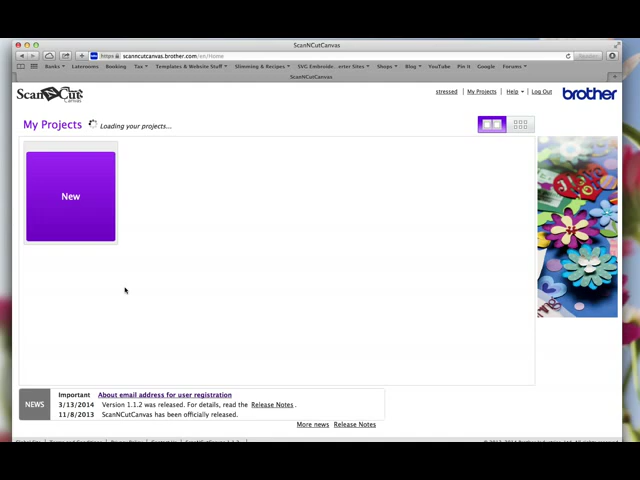 ScanNCutCanvas
https scanncutcanvas.brother.com/en/Home
Reader
Banks Laterooms Booking Tax Templates & Website Stuff Slimming & Recipes SVG Embroide...erter Sites Shops Blog YouTube Pin it Google Forums
ScanNCutCanvas
Scan N Cut Canvas
stressed | My Projects | Help | Log Out
brother
My Projects Loading your projects...
New
NEWS
Important About email address for user registration
3/13/2014 Version 1.1.2 was released. For details, read the Release Notes.
11/8/2013 ScanNCutCanvas has been officially released.
More news Release Notes